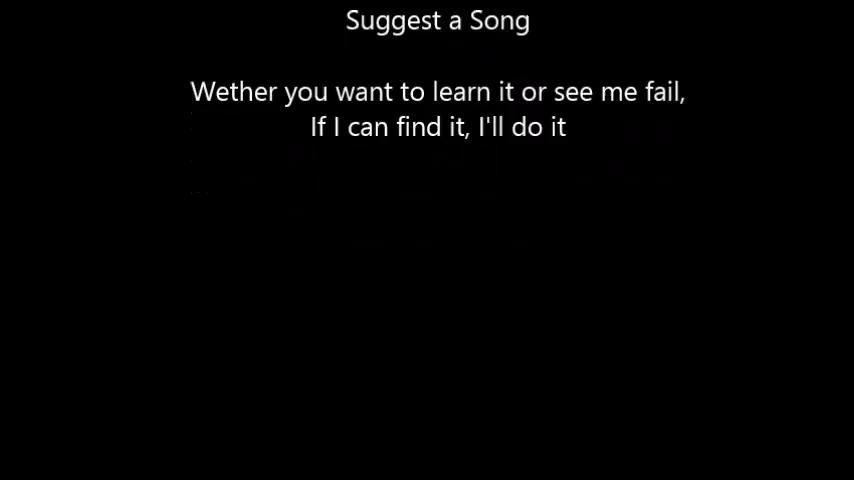 Suggest a Song
Wether you want to learn it or see me fail,
If I can find it, I'll do it